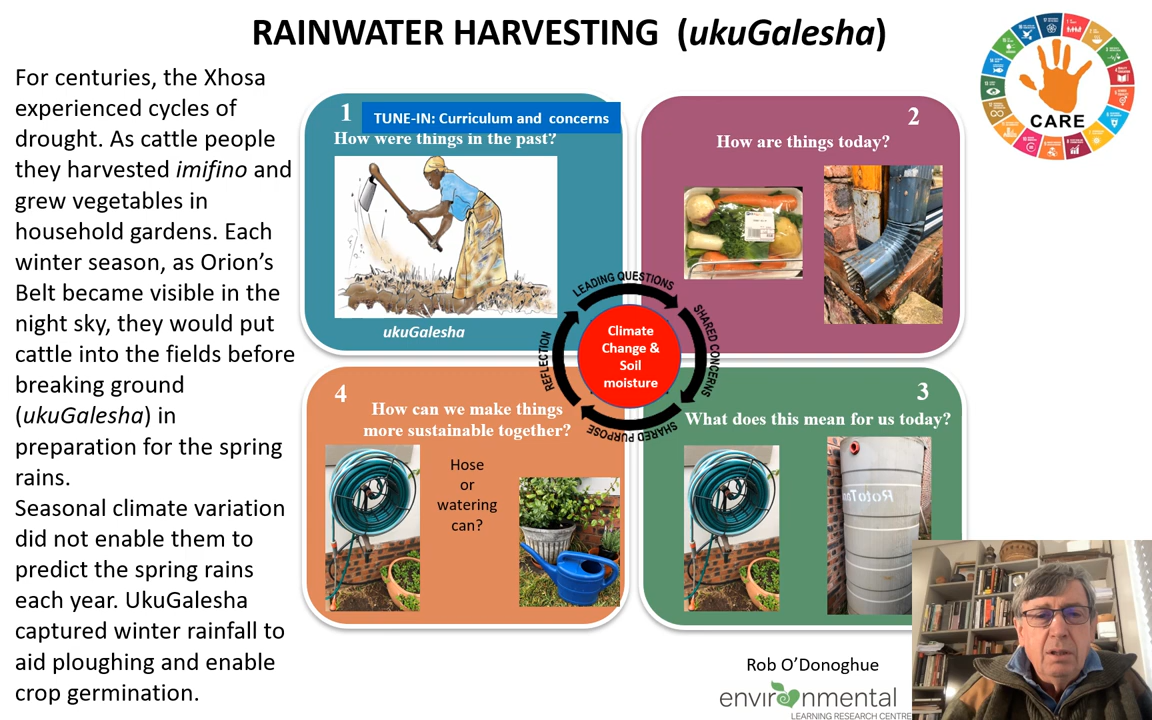 RAINWATER HARVESTING (ukuGalesha)
For centuries, the Xhosa
experienced cycles of
drought. As cattle people
they harvested imifino and
grew vegetables in
household gardens. Each
winter season, as Orion's
Belt became visible in the
night sky, they would put
cattle into the fields before
breaking ground
(ukuGalesha) in
preparation for the spring
rains.
Seasonal climate variation
did not enable them to
predict the spring rains
each year. UkuGalesha
captured winter rainfall to
aid ploughing and enable
crop germination.
1
TUNE-IN: Curriculum and concerns
How were things in the past?
ukuGalesha
2
How are things today?
LEADING QUESTIONS
SHARED CONCERNS
SHARED PURPOSE
REFLECTION
Climate
Change &
Soil
moisture
3
What does this mean for us today?
RotoTan
4
How can we make things
more sustainable together?
Hose
or
watering
can?
CARE
Rob O'Donoghue
environmental
LEARNING RESEARCH CENTRE